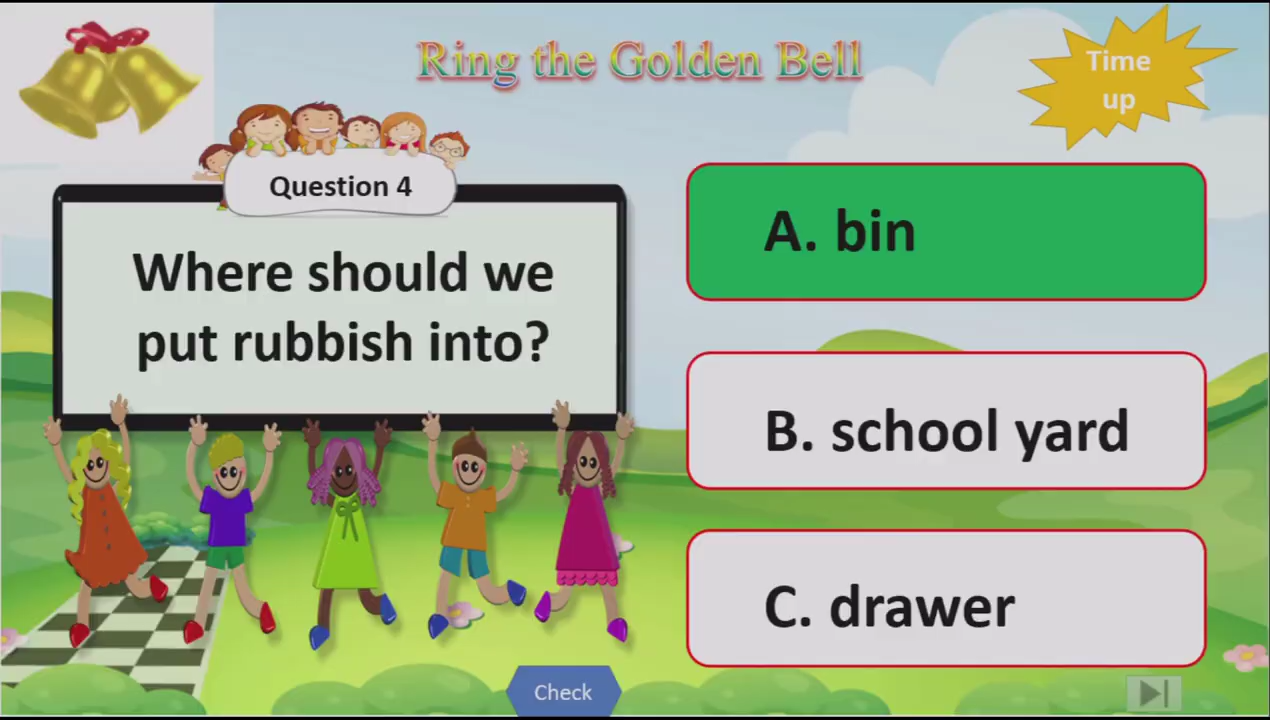 Ring the Golden Bell
Time
up
Question 4
Where should we
put rubbish into?
A. bin
B. school yard
C. drawer
Check